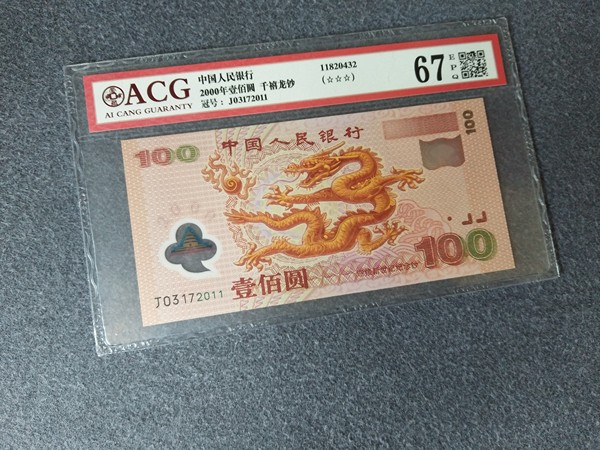 ACG
AI CANG GUARANTY
中国人民银行
2000年壹佰圆 千禧龙钞
冠号：J03172011
11820432
(☆☆☆)
67
EPQ
100
中国人民银行
100
J03172011
壹佰圆
100